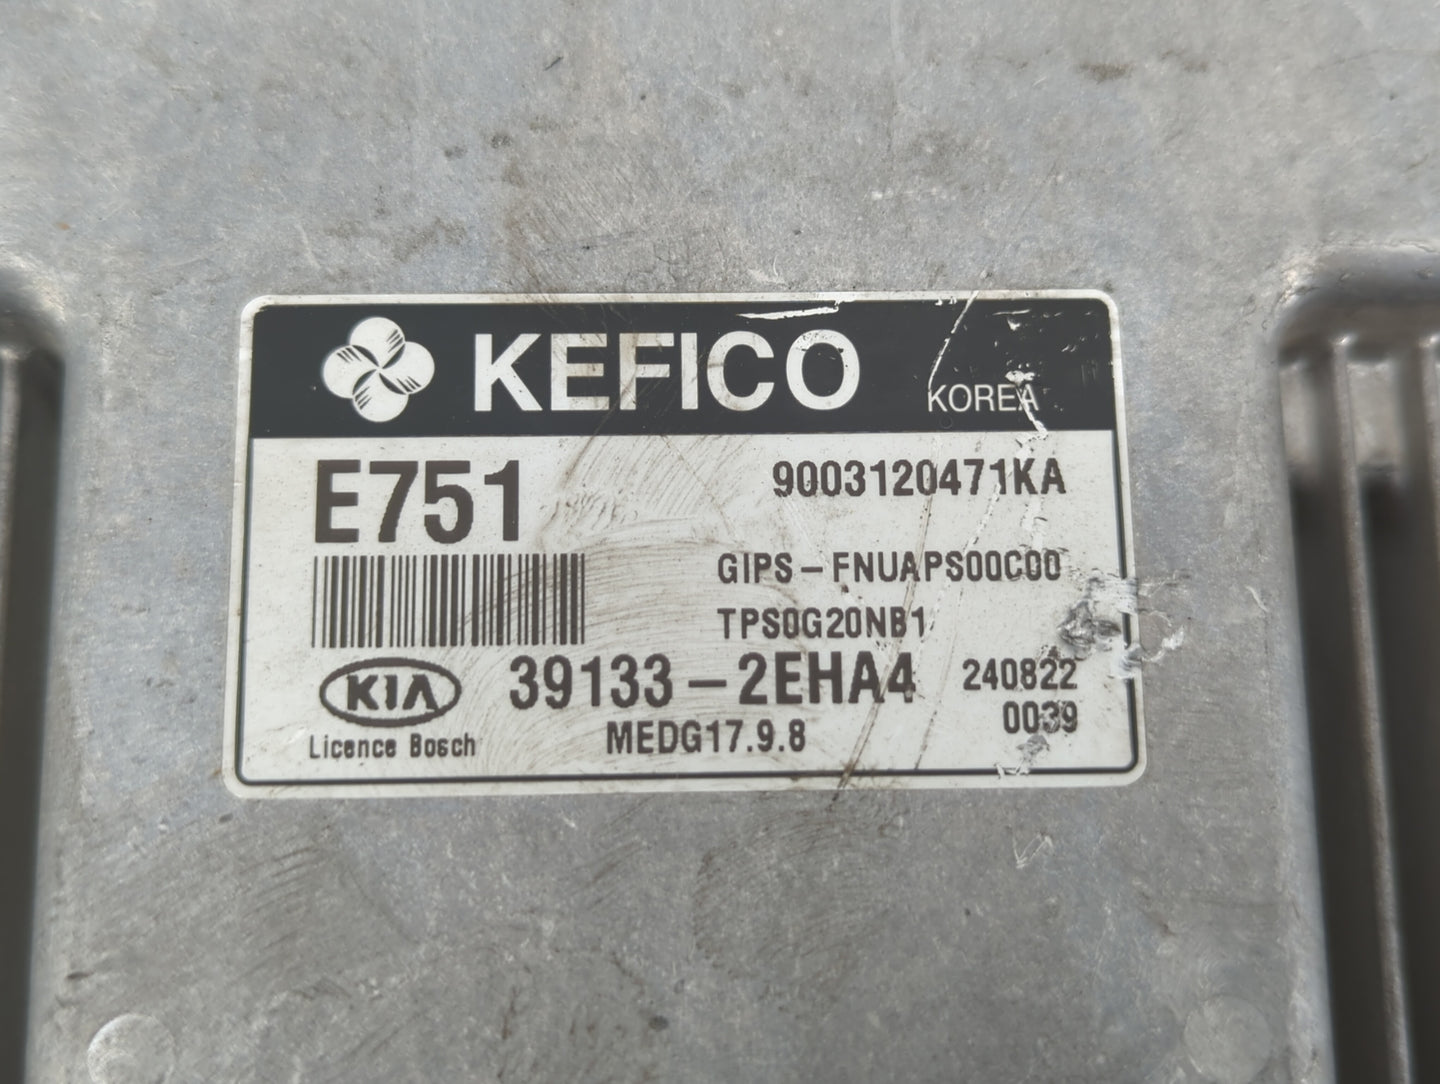 KEFICO KOREA
E751 9003120471KA
GIPS-FNUAPS00C00
TPS0G20NB1
KIA 39133-2EHA4 240822
Licence Bosch MEDG17.9.8 0039